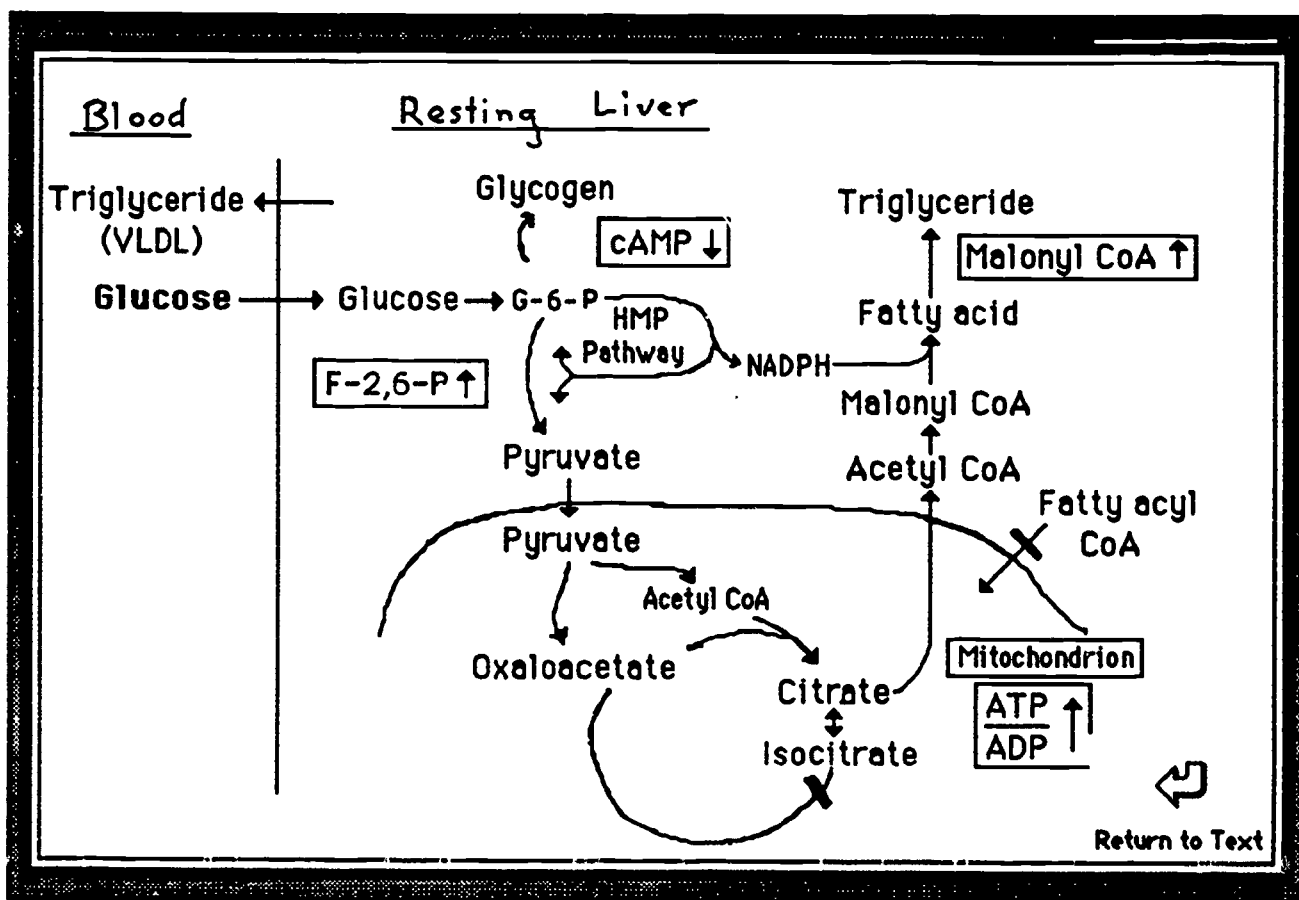 Blood
Resting Liver
Triglyceride
(VLDL)
Glucose
Glycogen
cAMP ↓
Triglyceride
Malonyl CoA ↑
Glucose
G-6-P
HMP
Pathway
NADPH
Fatty acid
F-2,6-P ↑
Malonyl CoA
Pyruvate
Acetyl CoA
Pyruvate
Fatty acyl
CoA
Acetyl CoA
Oxaloacetate
Citrate
Mitochondrion
ATP
ADP ↑
Isocitrate
Return to Text